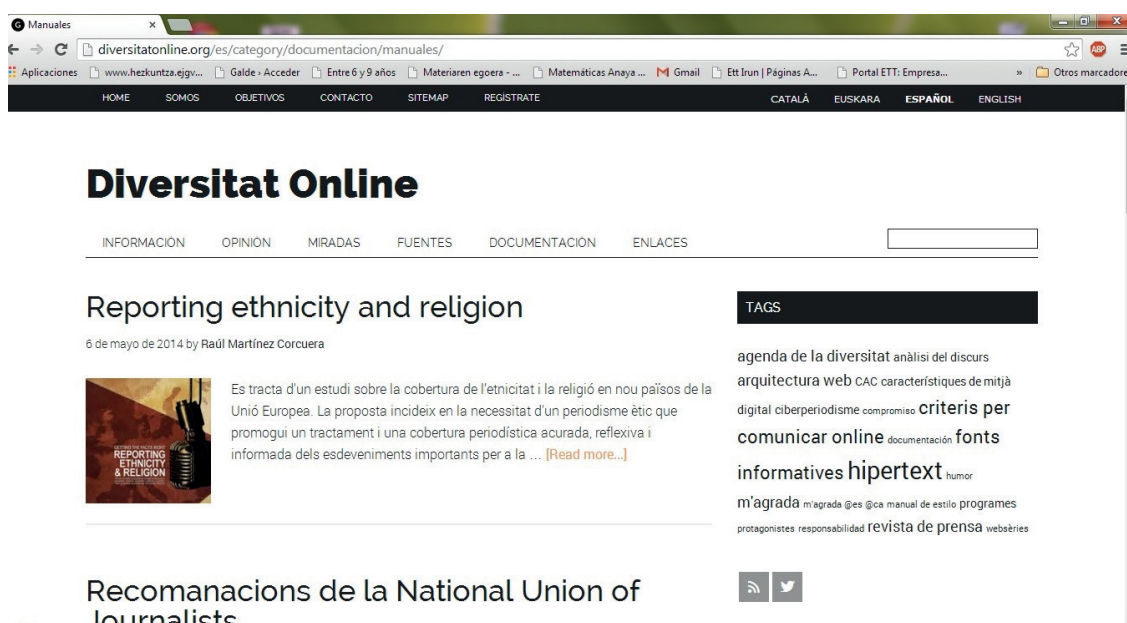 Manuales
diversitatonline.org/es/category/documentacion/manuales/
ABP
Aplicaciones www.hezkuntza.ejgv... Galde › Acceder Entre 6 y 9 años Materiaren egoera - ... Matemáticas Anaya ... Gmail Ett Irun | Páginas A... Portal ETT: Empresa... » Otros marcadore
HOME SOMOS OBJETIVOS CONTACTO SITEMAP REGÍSTRATE CATALÀ EUSKARA ESPAÑOL ENGLISH
Diversitat Online
INFORMACIÓN OPINIÓN MIRADAS FUENTES DOCUMENTACIÓN ENLACES
Reporting ethnicity and religion
6 de mayo de 2014 by Raúl Martínez Corcuera
GETTING THE FACTS RIGHT
REPORTING
ETHNICITY
& RELIGION
Es tracta d'un estudi sobre la cobertura de l'etnicitat i la religió en nou països de la
Unió Europea. La proposta incideix en la necessitat d'un periodisme ètic que
promogui un tractament i una cobertura periodística acurada, reflexiva i
informada dels esdeveniments importants per a la … [Read more...]
Recomanacions de la National Union of
Journalists
TAGS
agenda de la diversitat anàlisi del discurs
arquitectura web CAC característiques de mitjà
digital ciberperiodisme compromiso criteris per
comunicar online documentación fonts
informatives hipertext humor
m'agrada m'agrada @es @ca manual de estilo programes
protagonistes responsabilidad revista de prensa websèries